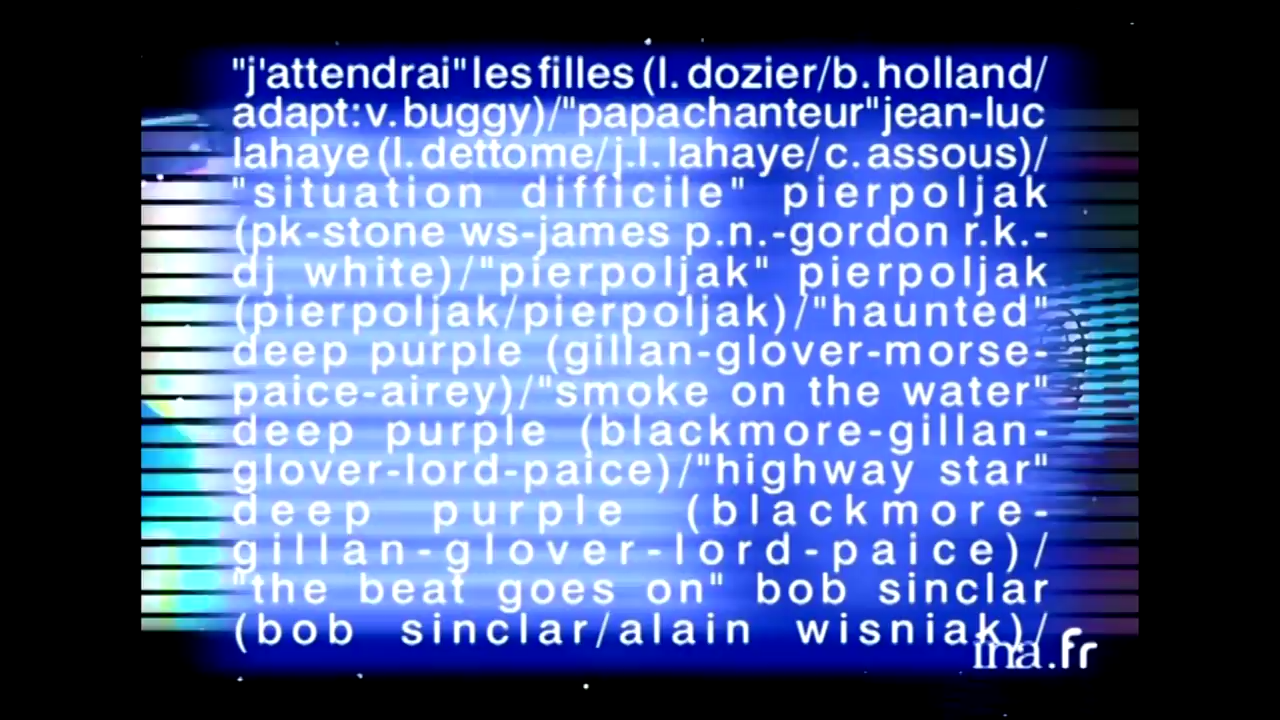 "j'attendrai" les filles (l. dozier/b. holland/
adapt:v. buggy)/"papachanteur"jean-luc
lahaye (l. dettome/j.l. lahaye/c. assous)/
"situation difficile" pierpoljak
(pk-stone ws-james p.n.-gordon r.k.-
dj white)/"pierpoljak" pierpoljak
(pierpoljak/pierpoljak)/"haunted"
deep purple (gillan-glover-morse-
paice-airey)/"smoke on the water"
deep purple (blackmore-gillan-
glover-lord-paice)/"highway star"
deep purple (blackmore-
gillan-glover-lord-paice)/
"the beat goes on" bob sinclar
(bob sinclar/alain wisniak)/
ina.fr